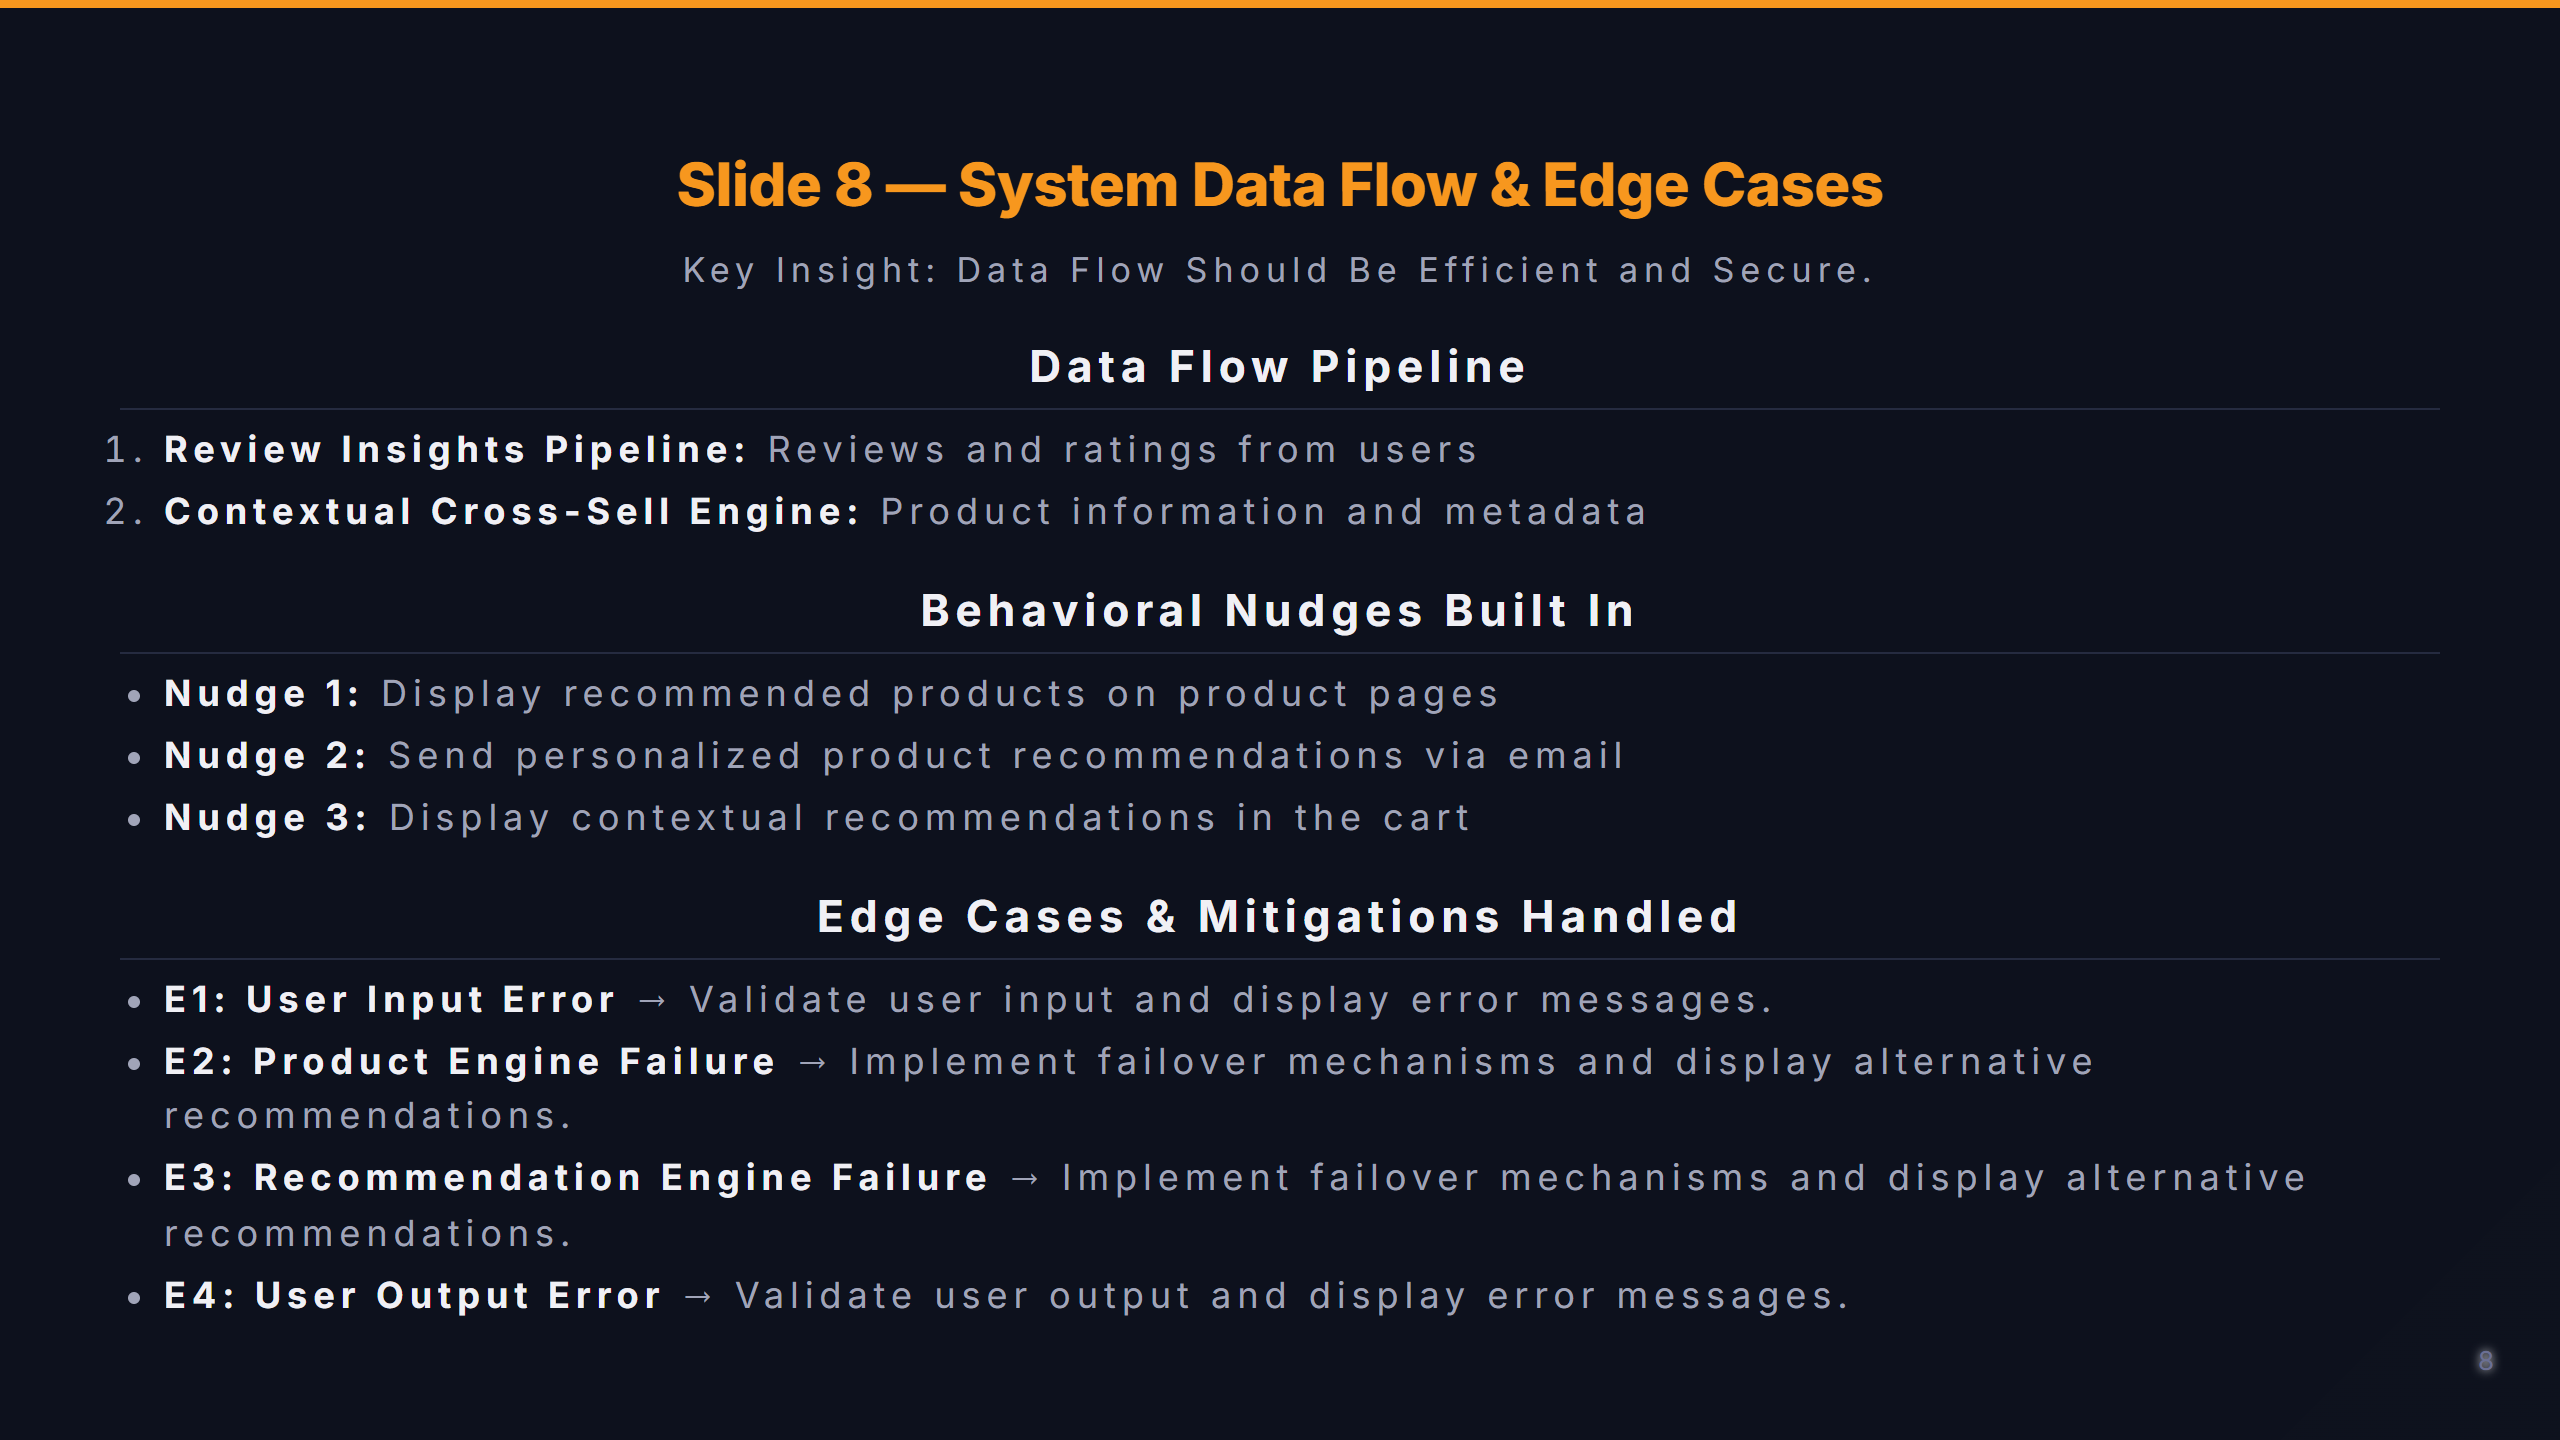 Slide 8 — System Data Flow & Edge Cases
Key Insight: Data Flow Should Be Efficient and Secure.
Data Flow Pipeline
1. Review Insights Pipeline: Reviews and ratings from users
2. Contextual Cross-Sell Engine: Product information and metadata
Behavioral Nudges Built In
• Nudge 1: Display recommended products on product pages
• Nudge 2: Send personalized product recommendations via email
• Nudge 3: Display contextual recommendations in the cart
Edge Cases & Mitigations Handled
• E1: User Input Error → Validate user input and display error messages.
• E2: Product Engine Failure → Implement failover mechanisms and display alternative
recommendations.
• E3: Recommendation Engine Failure → Implement failover mechanisms and display alternative
recommendations.
• E4: User Output Error → Validate user output and display error messages.
8